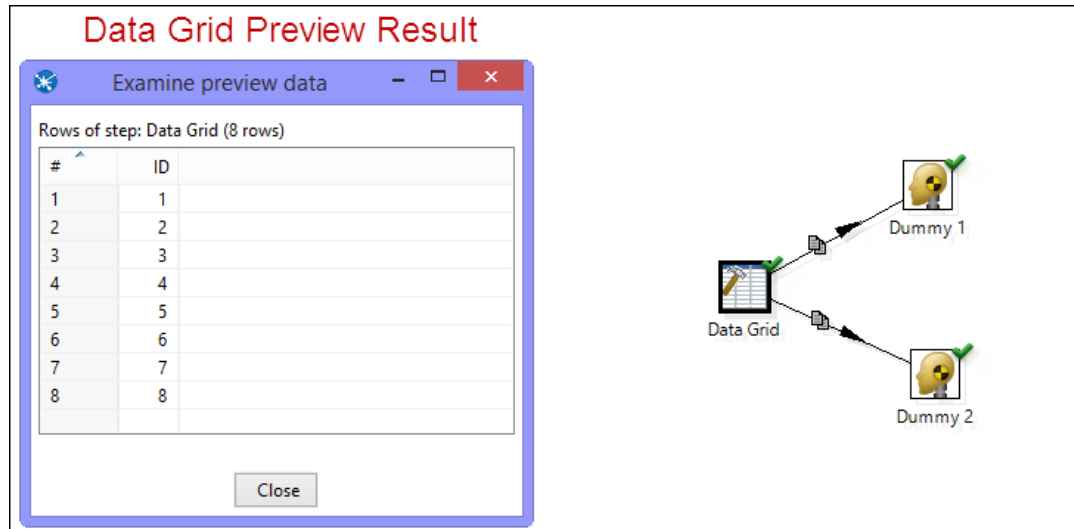 Data Grid Preview Result
Examine preview data
Rows of step: Data Grid (8 rows)
# ID
1 1
2 2
3 3
4 4
5 5
6 6
7 7
8 8
Close
Dummy 1
Data Grid
Dummy 2